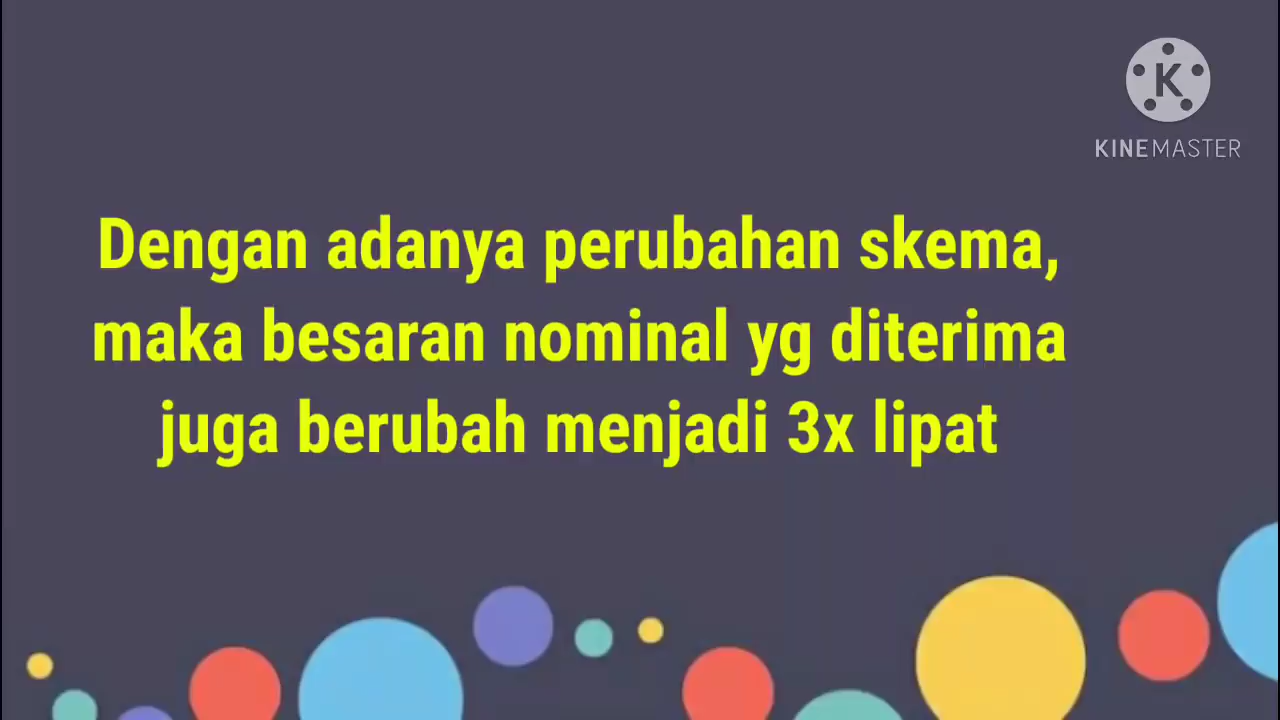 K
KINEMASTER
Dengan adanya perubahan skema,
maka besaran nominal yg diterima
juga berubah menjadi 3x lipat